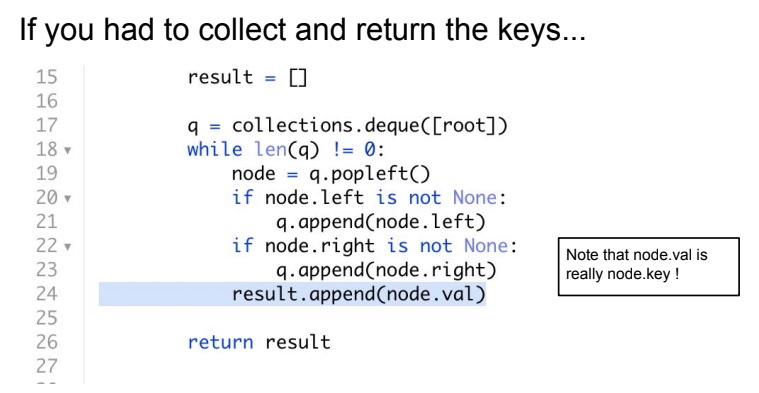 If you had to collect and return the keys...
15 result = []
16
17 q = collections.deque([root])
18 while len(q) != 0:
19 node = q.popleft()
20 if node.left is not None:
21 q.append(node.left)
22 if node.right is not None:
23 q.append(node.right)
24 result.append(node.val)
25
26 return result
27
Note that node.val is
really node.key !